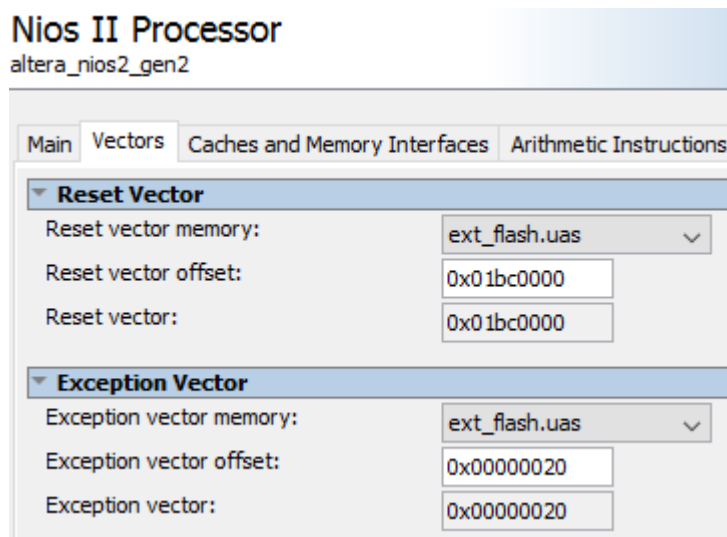 Nios II Processor
altera_nios2_gen2
Main Vectors Caches and Memory Interfaces Arithmetic Instructions
Reset Vector
Reset vector memory: ext_flash.uas
Reset vector offset: 0x01bc0000
Reset vector: 0x01bc0000
Exception Vector
Exception vector memory: ext_flash.uas
Exception vector offset: 0x00000020
Exception vector: 0x00000020